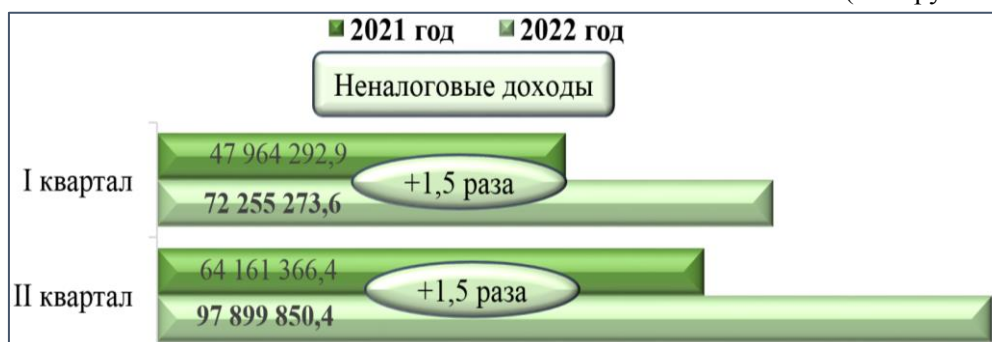 2021 год 2022 год
Неналоговые доходы
I квартал
47 964 292,9
+1,5 раза
72 255 273,6
II квартал
64 161 366,4
+1,5 раза
97 899 850,4